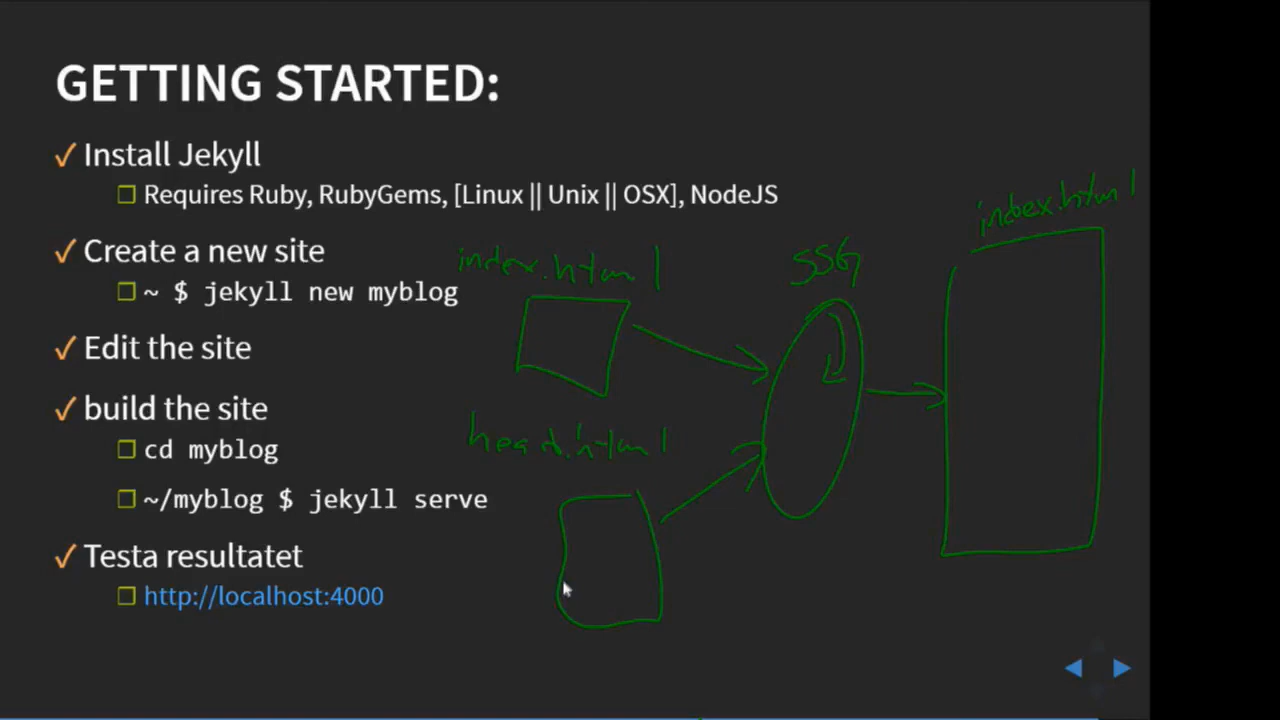 GETTING STARTED:
✓ Install Jekyll
❒ Requires Ruby, RubyGems, [Linux || Unix || OSX], NodeJS
✓ Create a new site
❒ ~ $ jekyll new myblog
✓ Edit the site
✓ build the site
❒ cd myblog
❒ ~/myblog $ jekyll serve
✓ Testa resultatet
❒ http://localhost:4000
index.html
head.html
SSG
index.html